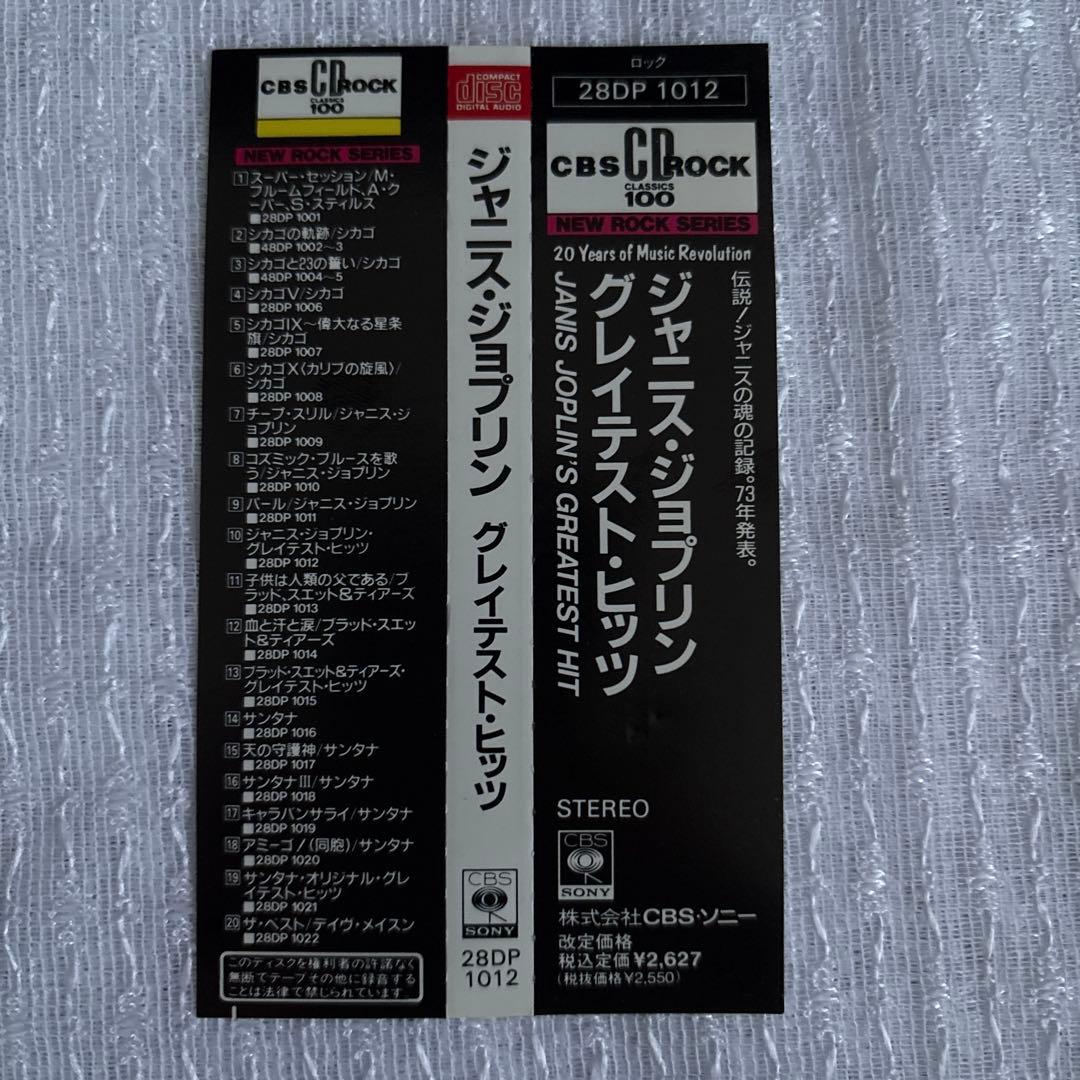 CBS CD ROCK
CLASSICS
100
NEW ROCK SERIES
1 スーパー・セッション/M・
ブルームフィールド、A・ク
ーパー、S・スティルス
■28DP 1001
2 シカゴの軌跡/シカゴ
■48DP 1002~3
3 シカゴと23の誓い/シカゴ
■48DP 1004~5
4 シカゴV/シカゴ
■28DP 1006
5 シカゴIX〜偉大なる星条
旗/シカゴ
■28DP 1007
6 シカゴX〈カリブの旋風〉/
シカゴ
■28DP 1008
7 チープ・スリル/ジャニス・ジ
ョプリン
■28DP 1009
8 コズミック・ブルースを歌
う/ジャニス・ジョプリン
■28DP 1010
9 パール/ジャニス・ジョプリン
■28DP 1011
10 ジャニス・ジョプリン・
グレイテスト・ヒッツ
■28DP 1012
11 子供は人類の父である/ブ
ラッド、スエット&ティアーズ
■28DP 1013
12 血と汗と涙/ブラッド・スエッ
ト&ティアーズ
■28DP 1014
13 ブラッド・スエット&ティアーズ・
グレイテスト・ヒッツ
■28DP 1015
14 サンタナ
■28DP 1016
15 天の守護神/サンタナ
■28DP 1017
16 サンタナIII/サンタナ
■28DP 1018
17 キャラバンサライ/サンタナ
■28DP 1019
18 アミーゴ!(同胞)/サンタナ
■28DP 1020
19 サンタナ・オリジナル・グレ
イテスト・ヒッツ
■28DP 1021
20 ザ・ベスト/デイヴ・メイスン
■28DP 1022
このディスクを権利者の許諾なく
無断でテープその他に録音する
ことは法律で禁じられています。
COMPACT
disc
DIGITAL AUDIO
ジャニス・ジョプリン グレイテスト・ヒッツ
CBS
SONY
28DP
1012
ロック
28DP 1012
CBS CD ROCK
CLASSICS
100
NEW ROCK SERIES
20 Years of Music Revolution
伝説!ジャニスの魂の記録。73年発表。
ジャニス・ジョプリン
グレイテスト・ヒッツ
JANIS JOPLIN'S GREATEST HIT
STEREO
CBS
SONY
株式会社CBS・ソニー
改定価格
税込定価¥2,627
(税抜価格¥2,550)